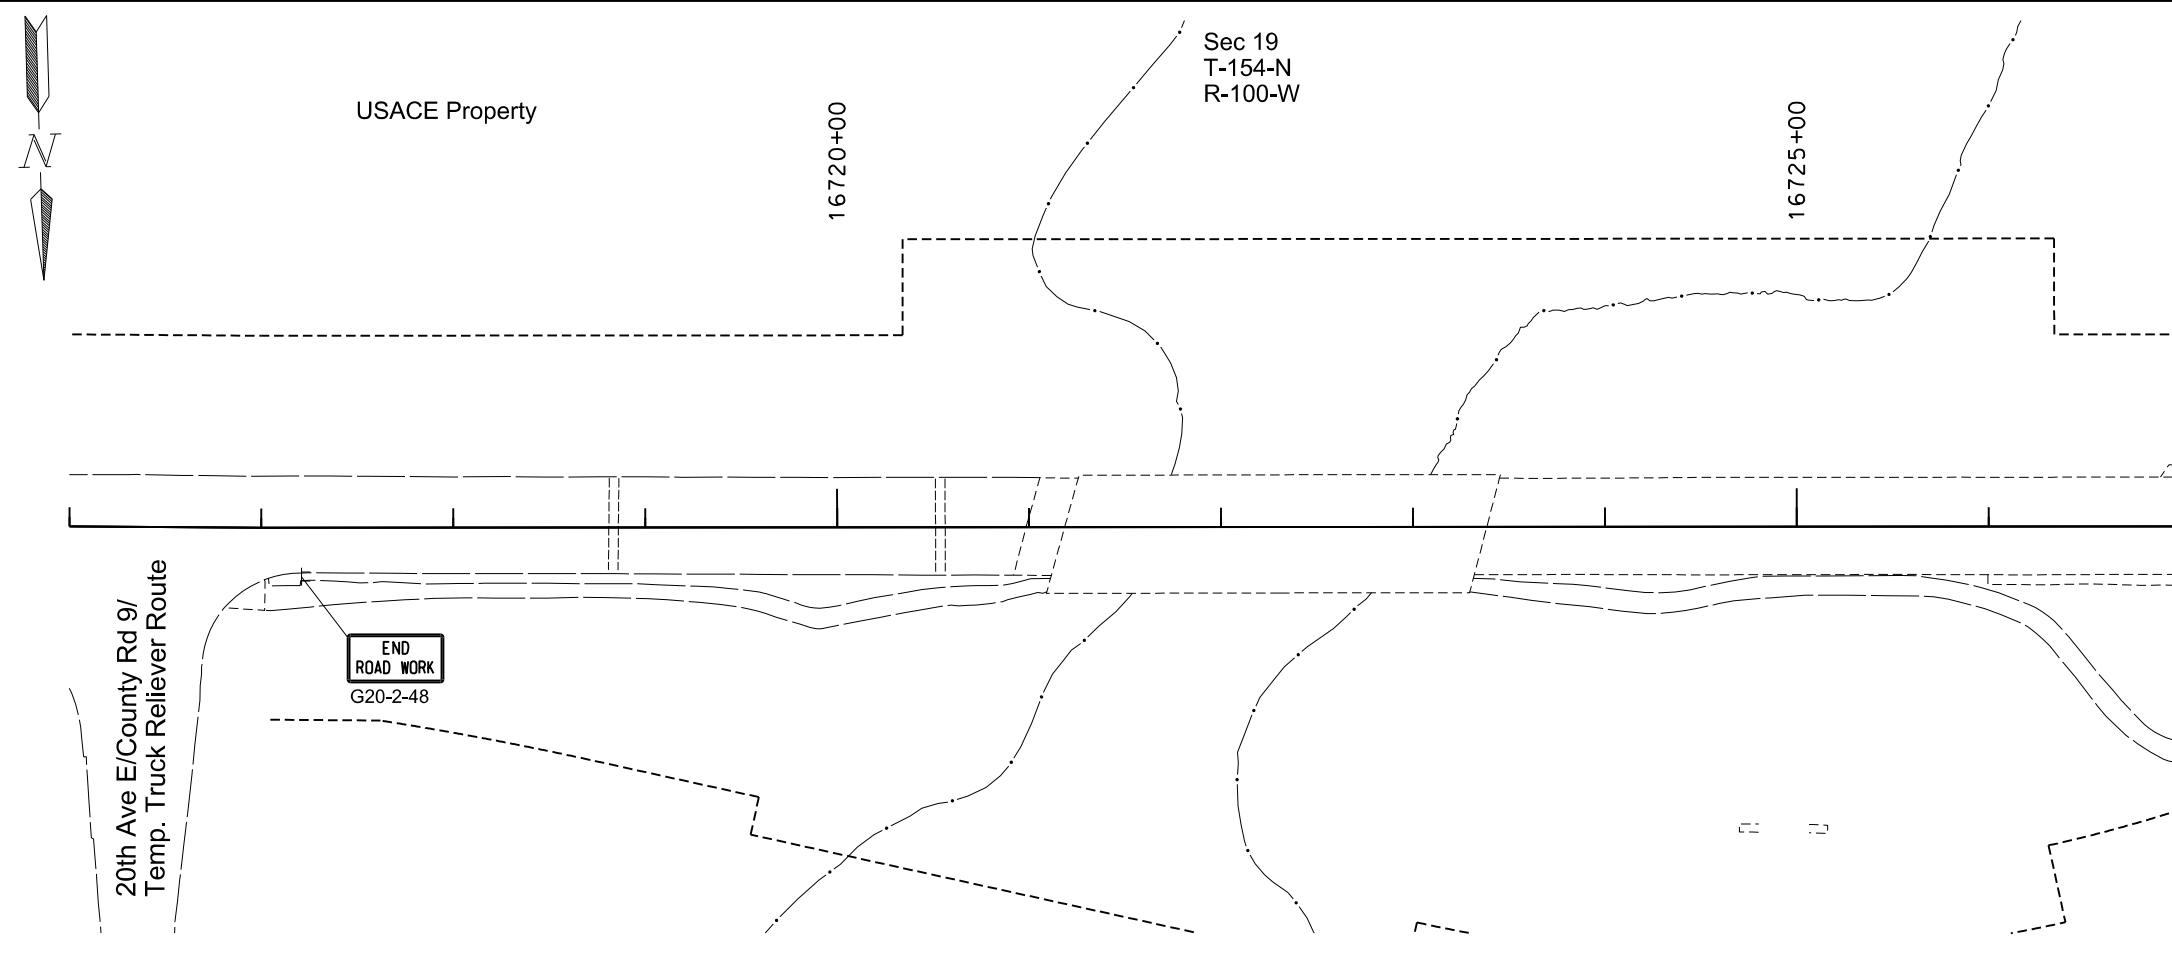 Sec 19
T-154-N
R-100-W
USACE Property
16720+00
16725+00
N
20th Ave E/County Rd 9/
Temp. Truck Reliever Route
END
ROAD WORK
G20-2-48